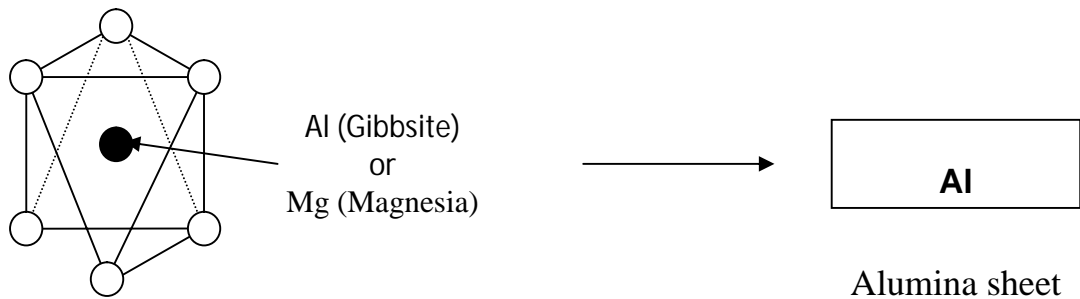 Al (Gibbsite)
or
Mg (Magnesia)
Al
Alumina sheet